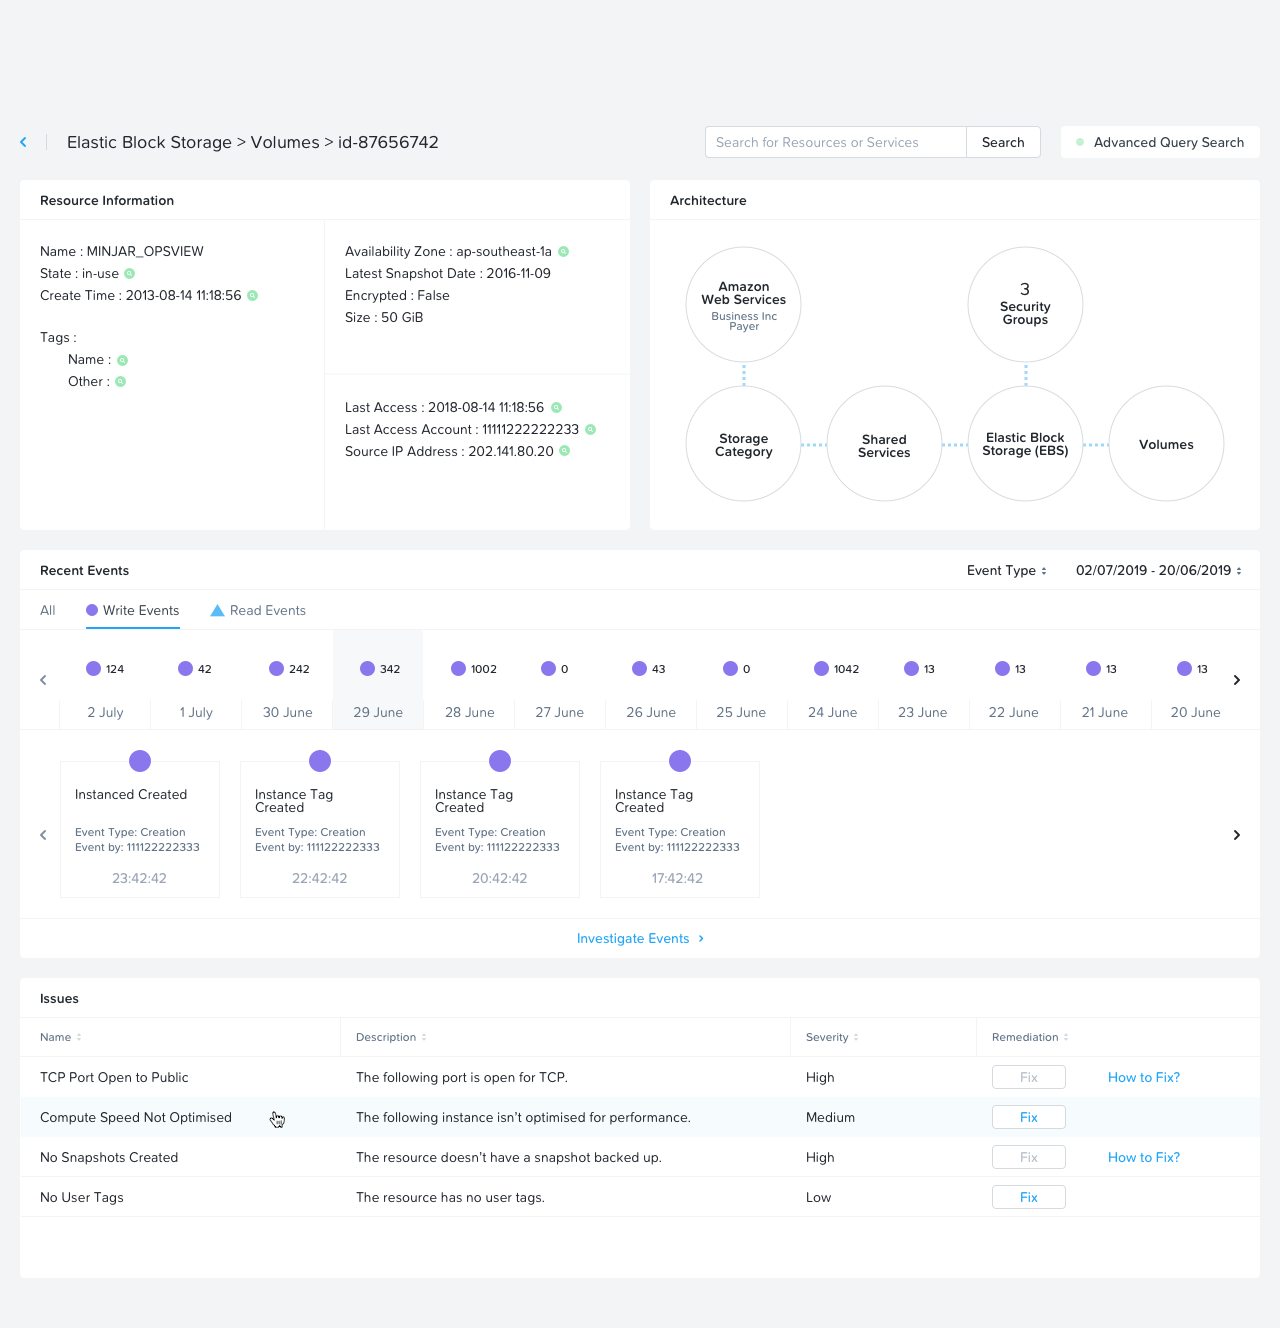 Elastic Block Storage > Volumes > id-87656742
Search for Resources or Services
Search
Advanced Query Search
Resource Information
Name : MINJAR_OPSVIEW
State : in-use
Create Time : 2013-08-14 11:18:56
Tags :
Name :
Other :
Availability Zone : ap-southeast-1a
Latest Snapshot Date : 2016-11-09
Encrypted : False
Size : 50 GiB
Last Access : 2018-08-14 11:18:56
Last Access Account : 11111222222233
Source IP Address : 202.141.80.20
Architecture
Amazon
Web Services
Business Inc
Payer
3
Security
Groups
Storage
Category
Shared
Services
Elastic Block
Storage (EBS)
Volumes
Recent Events
Event Type
02/07/2019 - 20/06/2019
All
Write Events
Read Events
124
42
242
342
1002
0
43
0
1042
13
13
13
13
2 July
1 July
30 June
29 June
28 June
27 June
26 June
25 June
24 June
23 June
22 June
21 June
20 June
Instanced Created
Event Type: Creation
Event by: 111122222333
23:42:42
Instance Tag
Created
Event Type: Creation
Event by: 111122222333
22:42:42
Instance Tag
Created
Event Type: Creation
Event by: 111122222333
20:42:42
Instance Tag
Created
Event Type: Creation
Event by: 111122222333
17:42:42
Investigate Events
Issues
Name
Description
Severity
Remediation
TCP Port Open to Public
The following port is open for TCP.
High
Fix
How to Fix?
Compute Speed Not Optimised
The following instance isn't optimised for performance.
Medium
Fix
No Snapshots Created
The resource doesn't have a snapshot backed up.
High
Fix
How to Fix?
No User Tags
The resource has no user tags.
Low
Fix